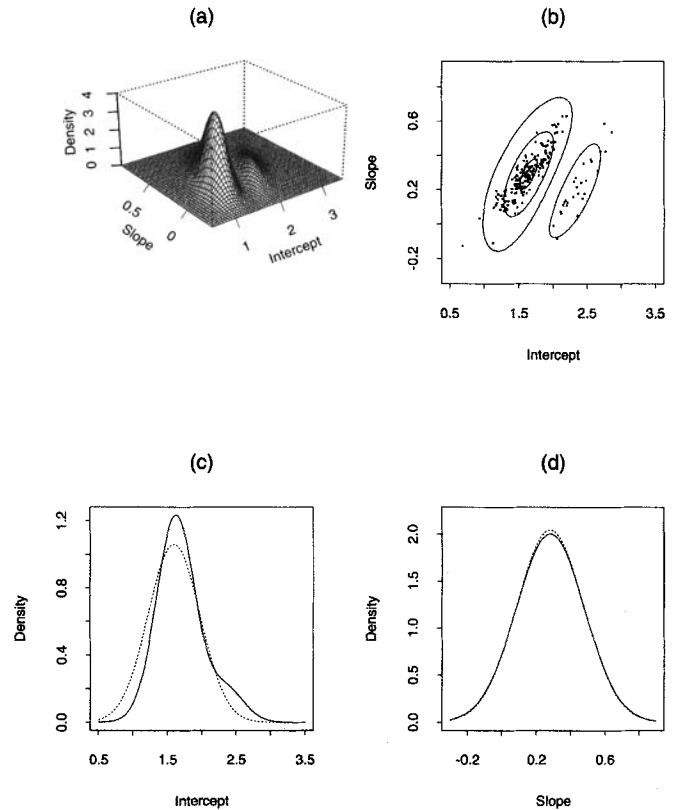 (a)
(b)
Density
0 1 2 3 4
0.5 0
Slope
1 2 3
Intercept
Slope
-0.2 0.2 0.6
0.5 1.5 2.5 3.5
Intercept
(c)
(d)
Density
0.0 0.4 0.8 1.2
0.5 1.5 2.5 3.5
Intercept
Density
0.0 0.5 1.0 1.5 2.0
-0.2 0.2 0.6
Slope